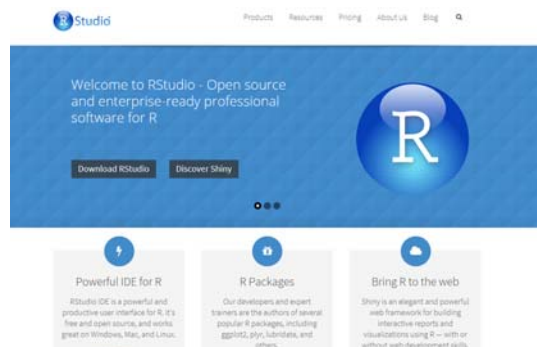 RStudio
Products Resources Pricing About Us Blog
Welcome to RStudio - Open source
and enterprise-ready professional
software for R
R
Download RStudio Discover Shiny
Powerful IDE for R
RStudio IDE is a powerful and
productive user interface for R. It's
free and open source, and works
great on Windows, Mac, and Linux.
R Packages
Our developers and expert
trainers are the authors of several
popular R packages, including
ggplot2, plyr, lubridate, and
others.
Bring R to the web
Shiny is an elegant and powerful
web framework for building
interactive reports and
visualizations using R — with or
without web development skills.